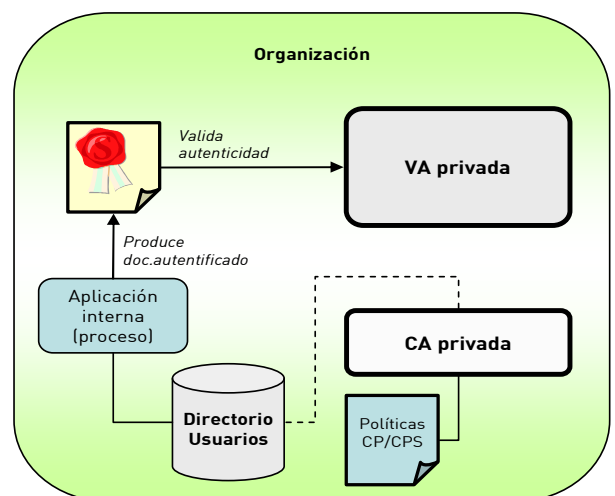 Organización
Valida
autenticidad
S
VA privada
Produce
doc.autentificado
Aplicación
interna
(proceso)
CA privada
Directorio
Usuarios
Políticas
CP/CPS